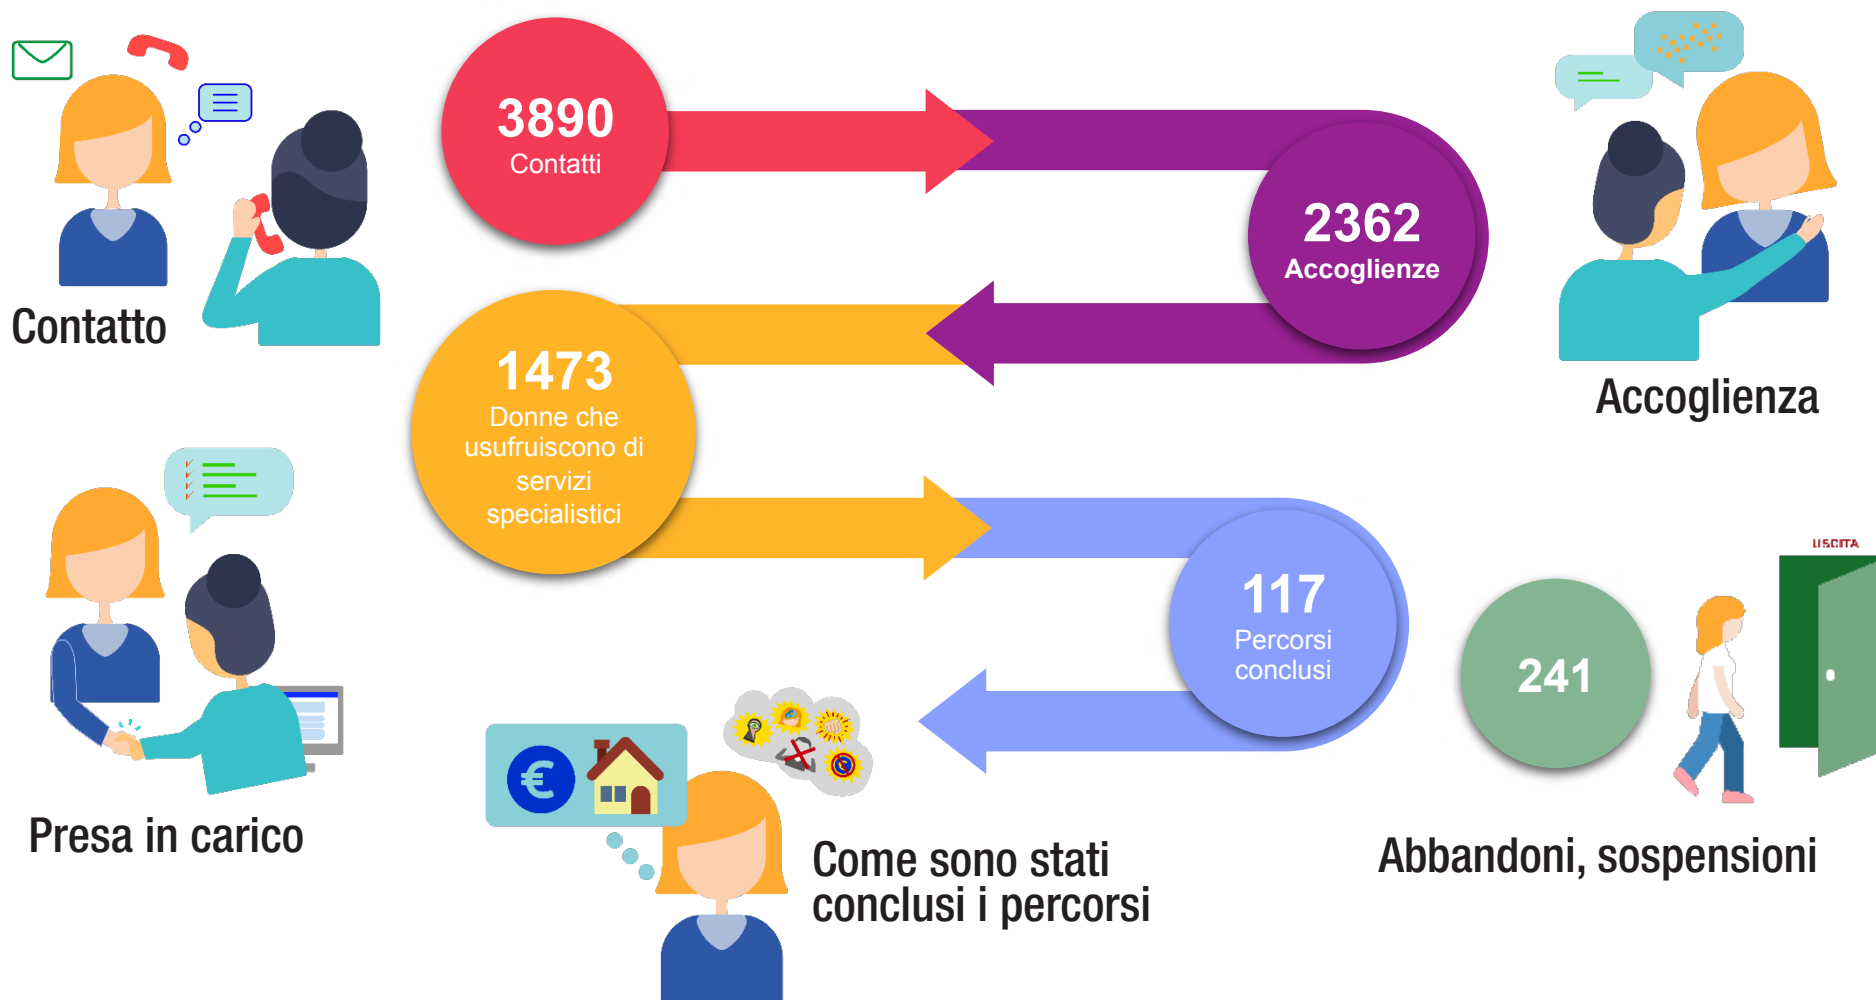 3890
Contatti
2362
Accoglienze
Contatto
Accoglienza
1473
Donne che
usufruiscono di
servizi
specialistici
117
Percorsi
conclusi
241
USCITA
Presa in carico
€
Come sono stati
conclusi i percorsi
Abbandoni, sospensioni